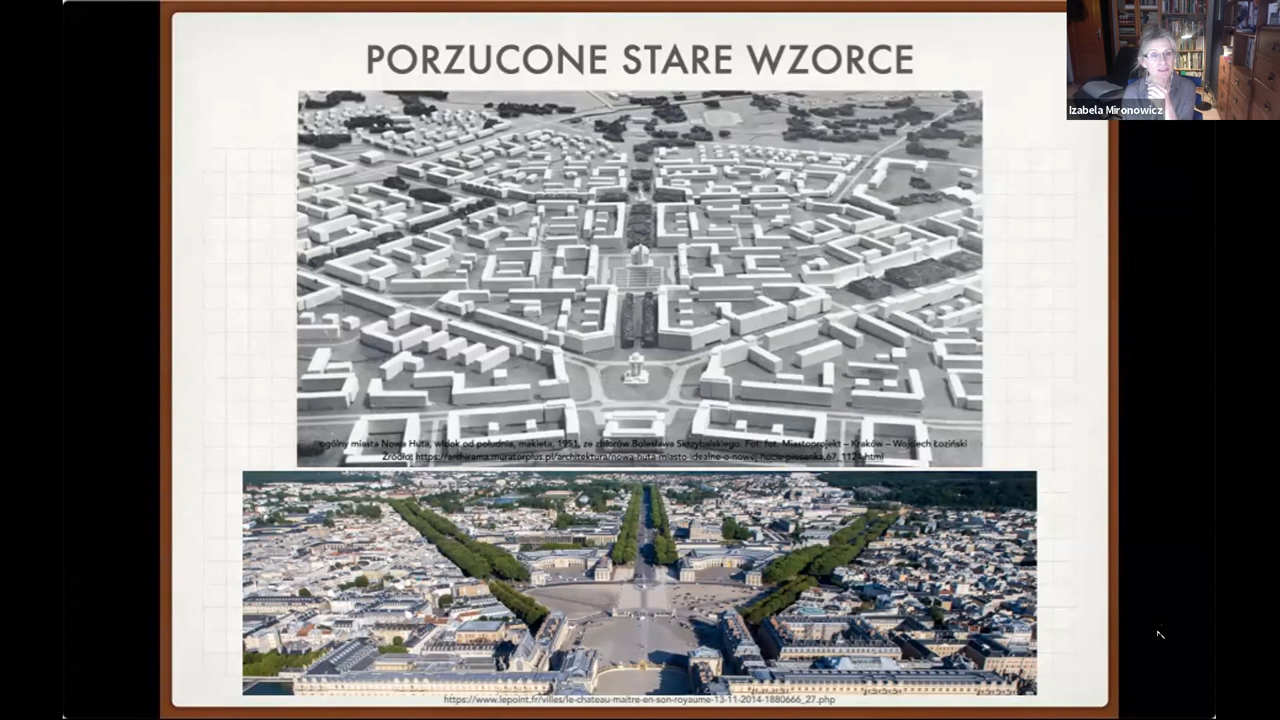 PORZUCONE STARE WZORCE
Izabela Mironowicz
ogólny miasta Nowa Huta, widok od południa, makieta, 1951, ze zbiorów Bolesława Skrzybalskiego. Fot: fot. Miastoprojekt – Kraków – Wojciech Łoziński
Źródło: https://archirama.muratorplus.pl/architektura/nowa-huta-miasto-idealne-o-nowej-hucie-piosenka,67_1124.html
https://www.lepoint.fr/villes/le-chateau-maitre-en-son-royaume-13-11-2014-1880666_27.php